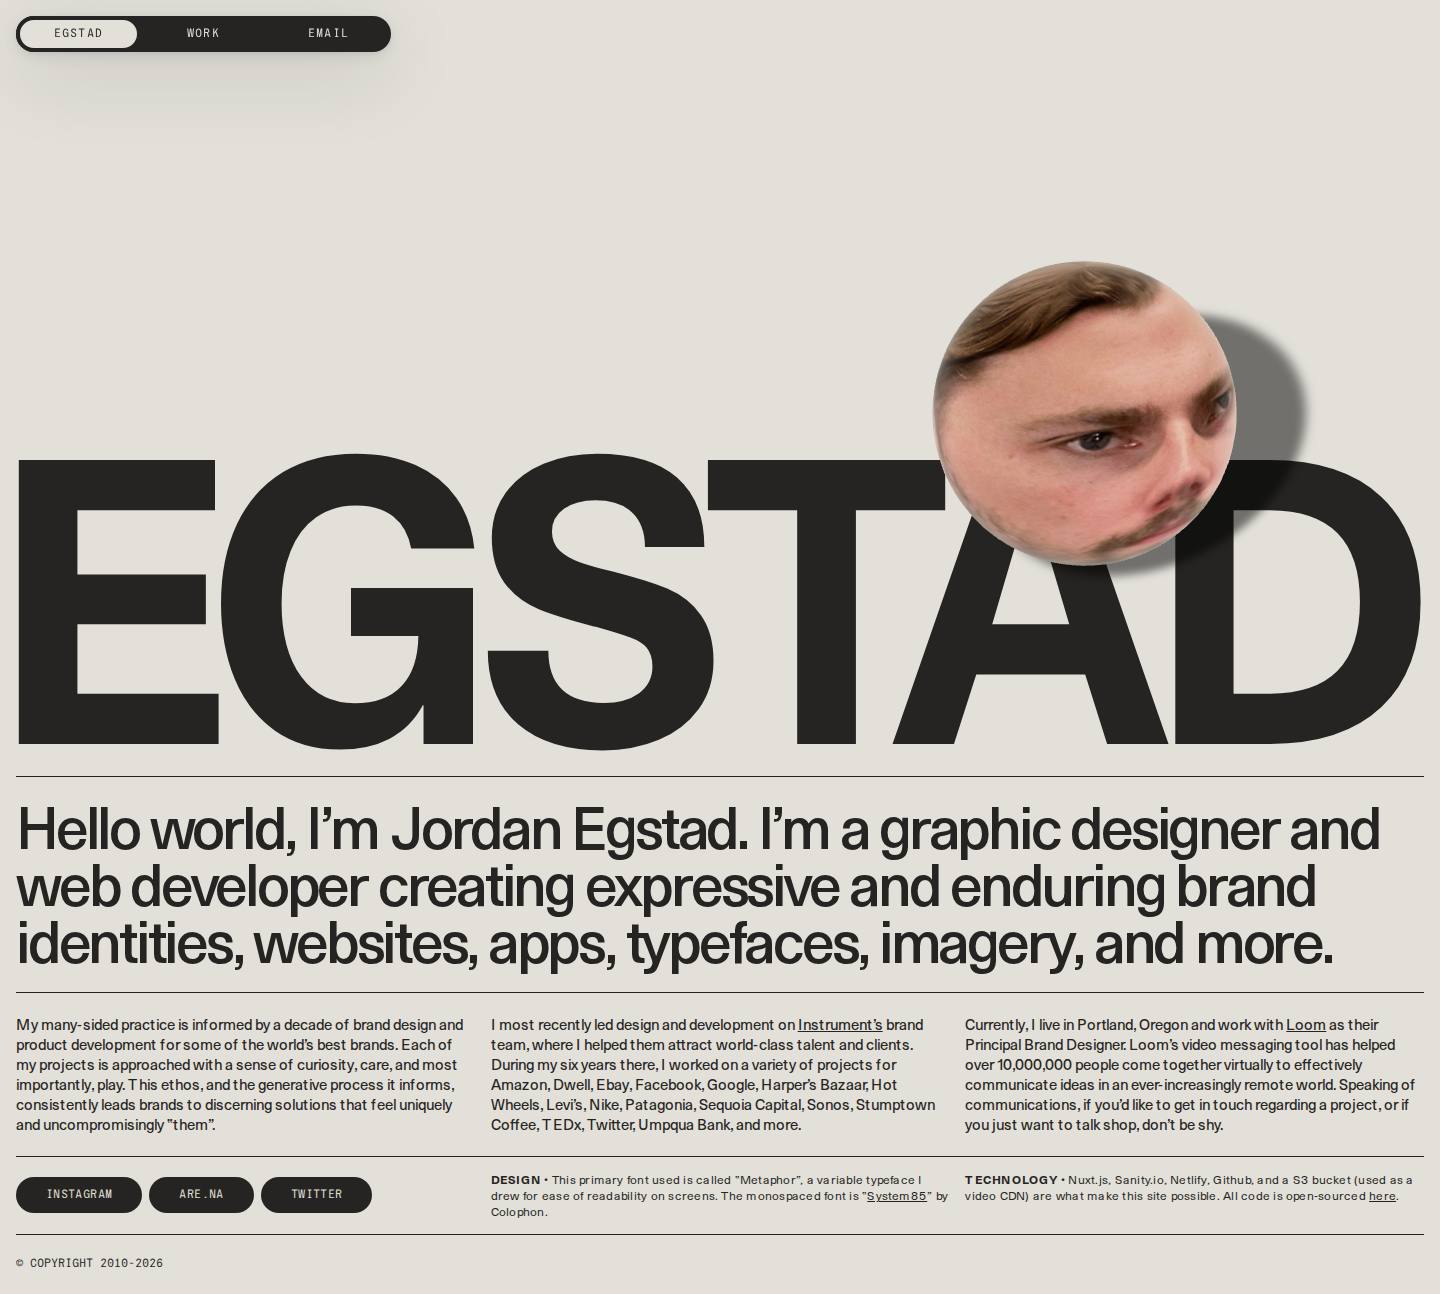 EGSTAD
WORK
EMAIL
EGSTAD
Hello world, I’m Jordan Egstad. I’m a graphic designer and
web developer creating expressive and enduring brand
identities, websites, apps, typefaces, imagery, and more.
My many-sided practice is informed by a decade of brand design and
product development for some of the world’s best brands. Each of
my projects is approached with a sense of curiosity, care, and most
importantly, play. This ethos, and the generative process it informs,
consistently leads brands to discerning solutions that feel uniquely
and uncompromisingly "them".
I most recently led design and development on Instrument’s brand
team, where I helped them attract world-class talent and clients.
During my six years there, I worked on a variety of projects for
Amazon, Dwell, Ebay, Facebook, Google, Harper’s Bazaar, Hot
Wheels, Levi’s, Nike, Patagonia, Sequoia Capital, Sonos, Stumptown
Coffee, TEDx, Twitter, Umpqua Bank, and more.
Currently, I live in Portland, Oregon and work with Loom as their
Principal Brand Designer. Loom’s video messaging tool has helped
over 10,000,000 people come together virtually to effectively
communicate ideas in an ever-increasingly remote world. Speaking of
communications, if you’d like to get in touch regarding a project, or if
you just want to talk shop, don’t be shy.
INSTAGRAM
ARE.NA
TWITTER
DESIGN • This primary font used is called "Metaphor", a variable typeface I
drew for ease of readability on screens. The monospaced font is "System85" by
Colophon.
TECHNOLOGY • Nuxt.js, Sanity.io, Netlify, Github, and a S3 bucket (used as a
video CDN) are what make this site possible. All code is open-sourced here.
© COPYRIGHT 2010-2026